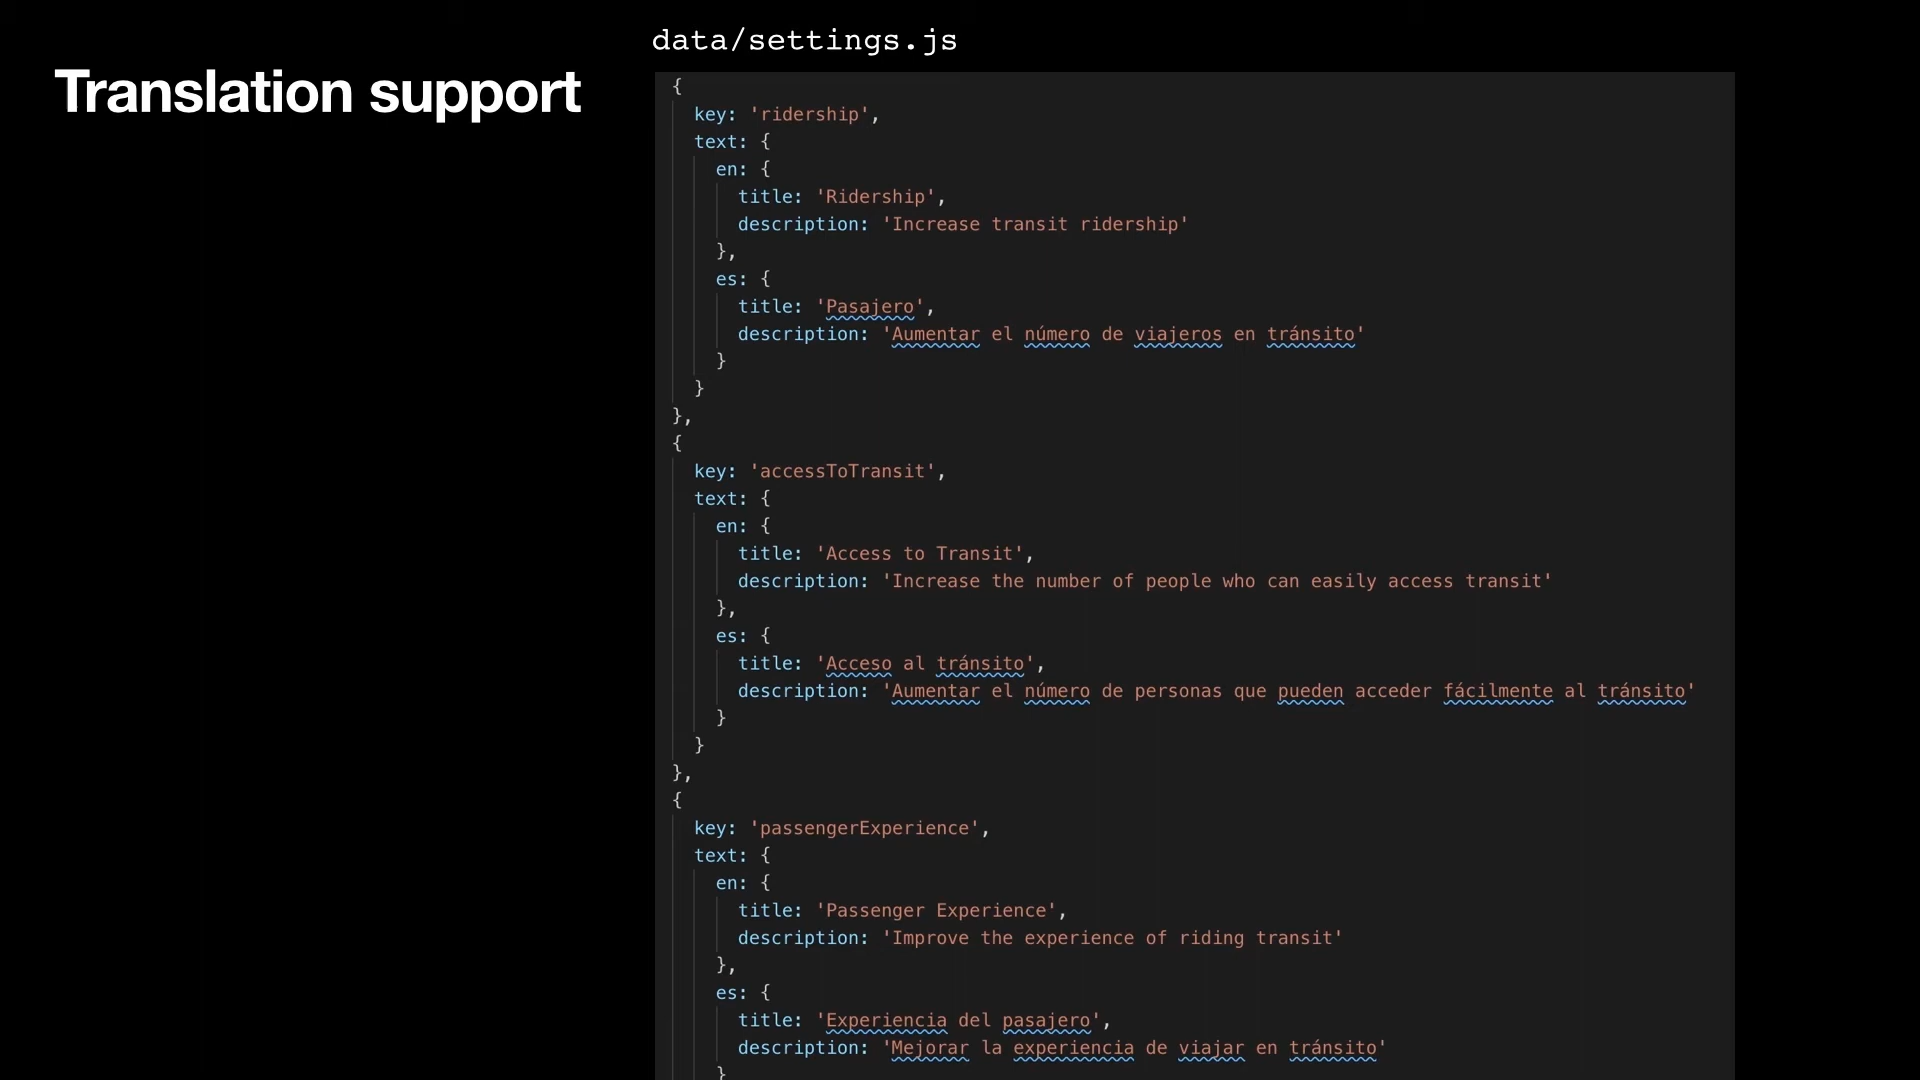 data/settings.js
Translation support
{
  key: 'ridership',
  text: {
    en: {
      title: 'Ridership',
      description: 'Increase transit ridership'
    },
    es: {
      title: 'Pasajero',
      description: 'Aumentar el número de viajeros en tránsito'
    }
  }
},
{
  key: 'accessToTransit',
  text: {
    en: {
      title: 'Access to Transit',
      description: 'Increase the number of people who can easily access transit'
    },
    es: {
      title: 'Acceso al tránsito',
      description: 'Aumentar el número de personas que pueden acceder fácilmente al tránsito'
    }
  }
},
{
  key: 'passengerExperience',
  text: {
    en: {
      title: 'Passenger Experience',
      description: 'Improve the experience of riding transit'
    },
    es: {
      title: 'Experiencia del pasajero',
      description: 'Mejorar la experiencia de viajar en tránsito'
    }